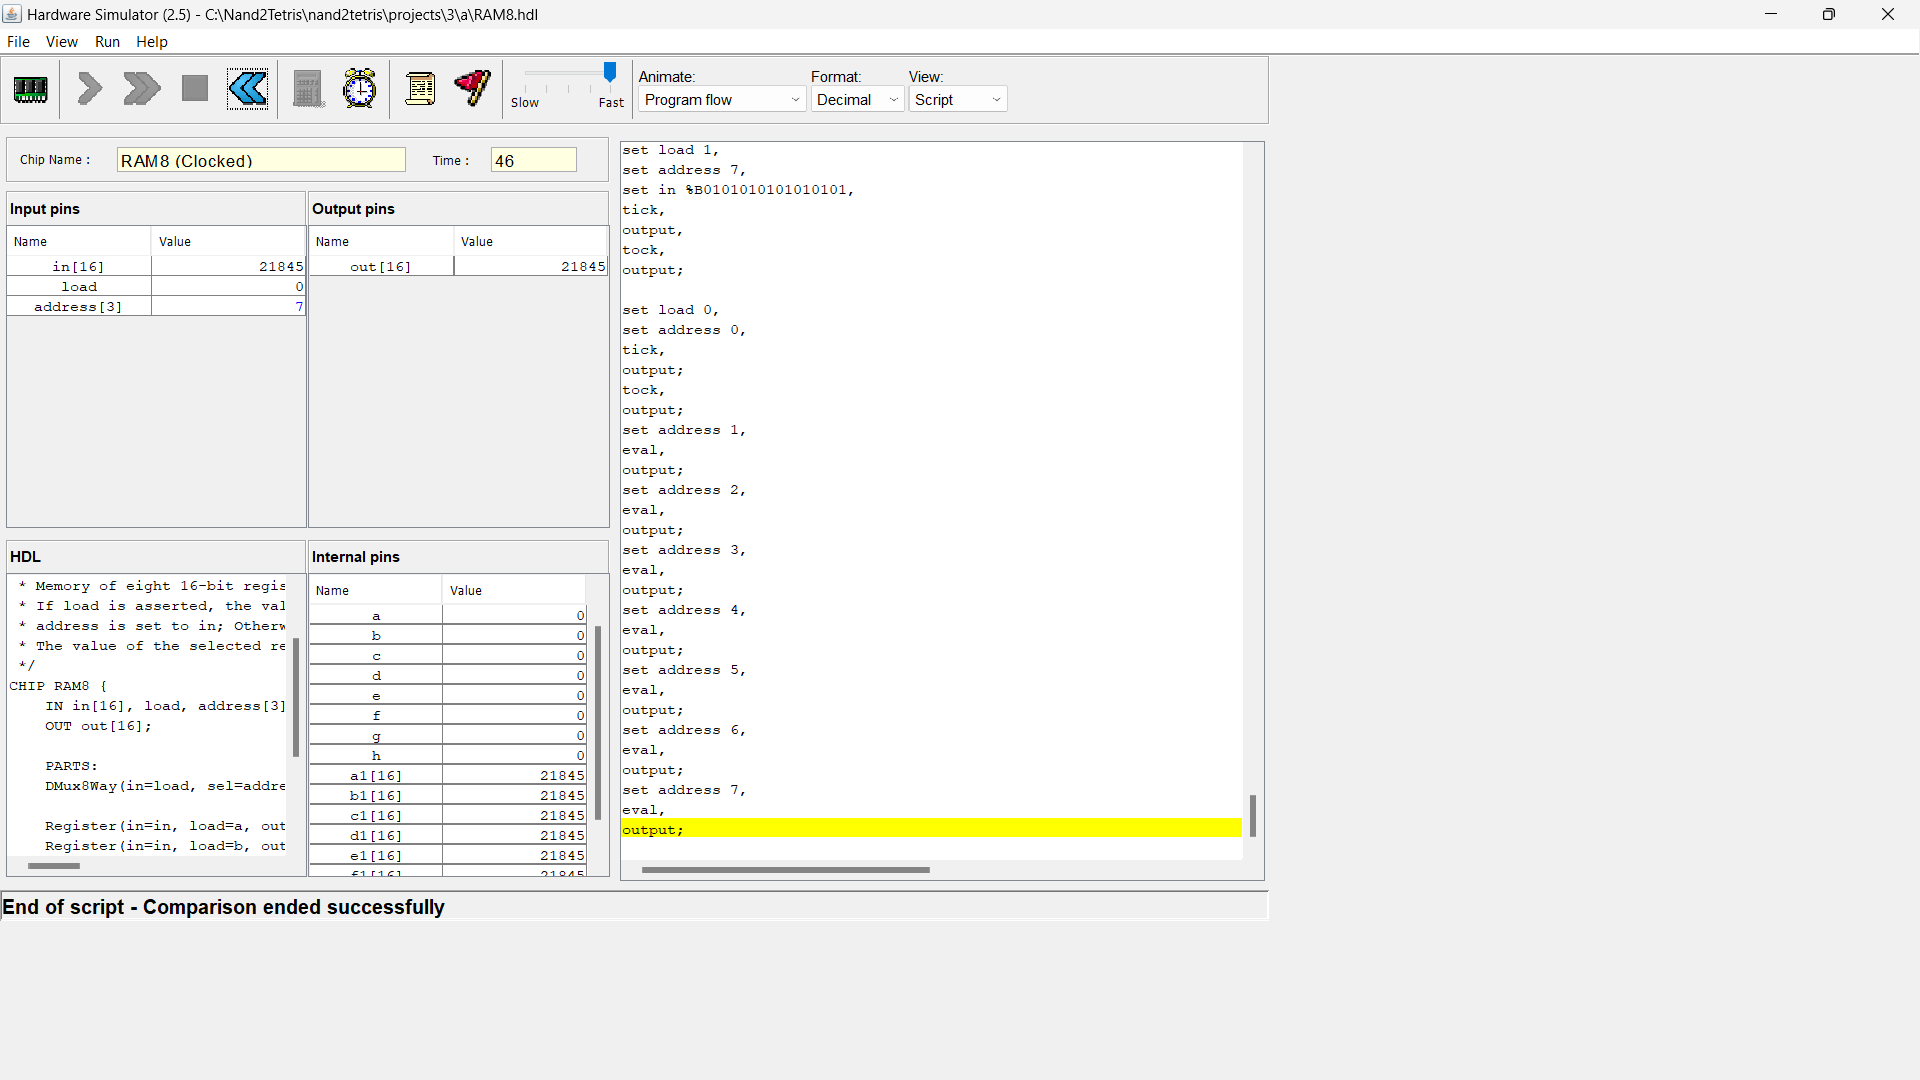 Hardware Simulator (2.5) - C:\Nand2Tetris\nand2tetris\projects\3\a\RAM8.hdl
File View Run Help
Slow Fast
Animate: Format: View:
Program flow Decimal Script
Chip Name : RAM8 (Clocked) Time : 46
Input pins
Name Value
in[16] 21845
load 0
address[3] 7
Output pins
Name Value
out[16] 21845
HDL
* Memory of eight 16-bit regis
* If load is asserted, the val
* address is set to in; Otherw
* The value of the selected re
*/
CHIP RAM8 {
IN in[16], load, address[3]
OUT out[16];
PARTS:
DMux8Way(in=load, sel=addre
Register(in=in, load=a, out
Register(in=in, load=b, out
Internal pins
Name Value
a 0
b 0
c 0
d 0
e 0
f 0
g 0
h 0
a1[16] 21845
b1[16] 21845
c1[16] 21845
d1[16] 21845
e1[16] 21845
f1[16] 21845
set load 1,
set address 7,
set in %B0101010101010101,
tick,
output,
tock,
output;
set load 0,
set address 0,
tick,
output;
tock,
output;
set address 1,
eval,
output;
set address 2,
eval,
output;
set address 3,
eval,
output;
set address 4,
eval,
output;
set address 5,
eval,
output;
set address 6,
eval,
output;
set address 7,
eval,
output;
End of script - Comparison ended successfully